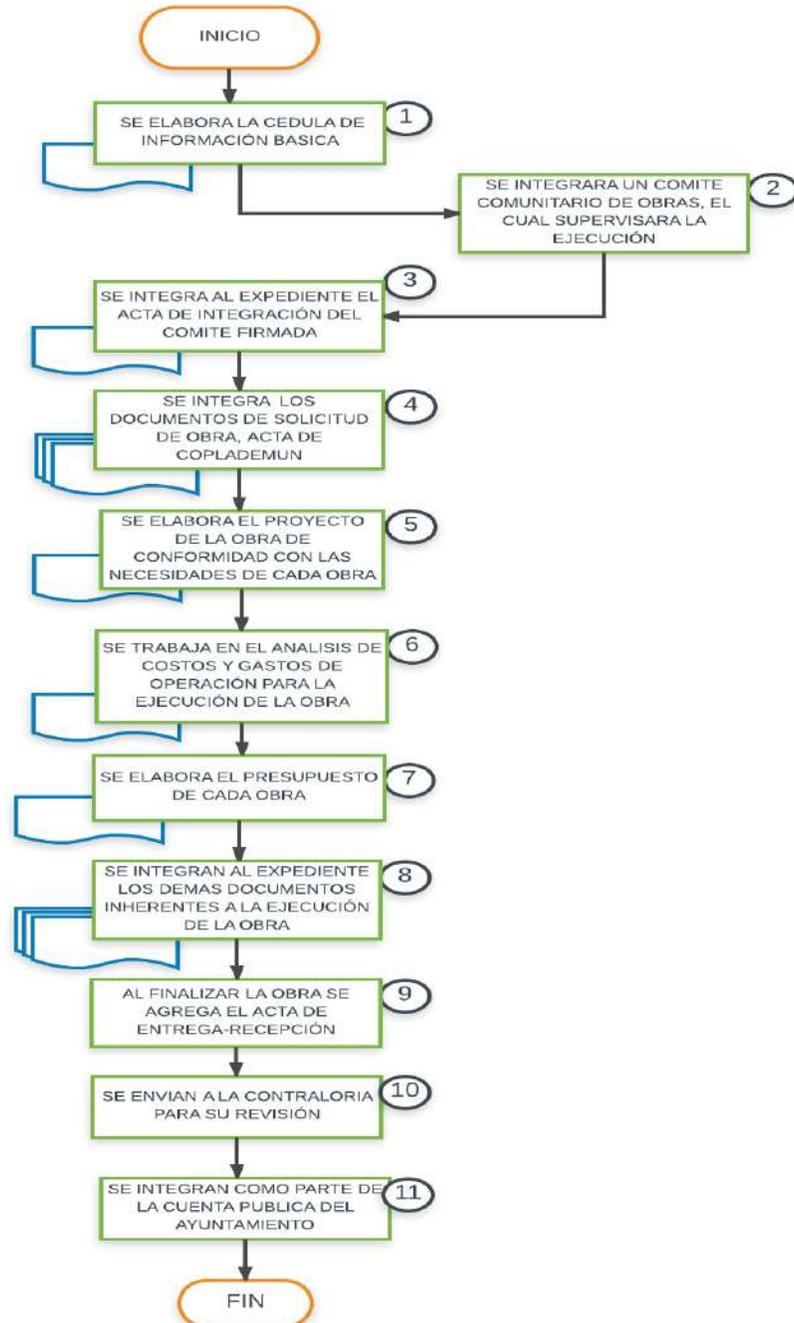 INICIO
1
SE ELABORA LA CEDULA DE
INFORMACIÓN BASICA
2
SE INTEGRARA UN COMITE
COMUNITARIO DE OBRAS, EL
CUAL SUPERVISARA LA
EJECUCIÓN
3
SE INTEGRA AL EXPEDIENTE EL
ACTA DE INTEGRACIÓN DEL
COMITE FIRMADA
4
SE INTEGRA LOS
DOCUMENTOS DE SOLICITUD
DE OBRA, ACTA DE
COPLADEMUN
5
SE ELABORA EL PROYECTO
DE LA OBRA DE
CONFORMIDAD CON LAS
NECESIDADES DE CADA OBRA
6
SE TRABAJA EN EL ANALISIS DE
COSTOS Y GASTOS DE
OPERACIÓN PARA LA
EJECUCIÓN DE LA OBRA
7
SE ELABORA EL PRESUPUESTO
DE CADA OBRA
8
SE INTEGRAN AL EXPEDIENTE
LOS DEMAS DOCUMENTOS
INHERENTES A LA EJECUCIÓN
DE LA OBRA
9
AL FINALIZAR LA OBRA SE
AGREGA EL ACTA DE
ENTREGA-RECEPCIÓN
10
SE ENVIAN A LA CONTRALORIA
PARA SU REVISIÓN
11
SE INTEGRAN COMO PARTE DE
LA CUENTA PUBLICA DEL
AYUNTAMIENTO
FIN